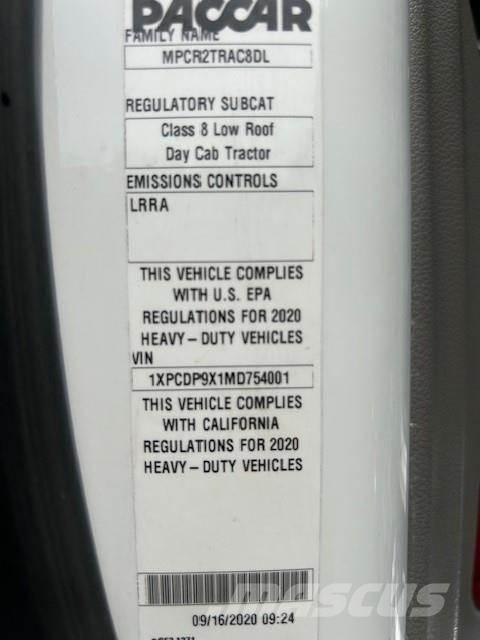 PACCAR
FAMILY NAME
MPCR2TRAC8DL
REGULATORY SUBCAT
Class 8 Low Roof
Day Cab Tractor
EMISSIONS CONTROLS
LRRA
THIS VEHICLE COMPLIES
WITH U.S. EPA
REGULATIONS FOR 2020
HEAVY-DUTY VEHICLES
VIN
1XPCDP9X1MD754001
THIS VEHICLE COMPLIES
WITH CALIFORNIA
REGULATIONS FOR 2020
HEAVY-DUTY VEHICLES
09/16/2020 09:24
MASCUS